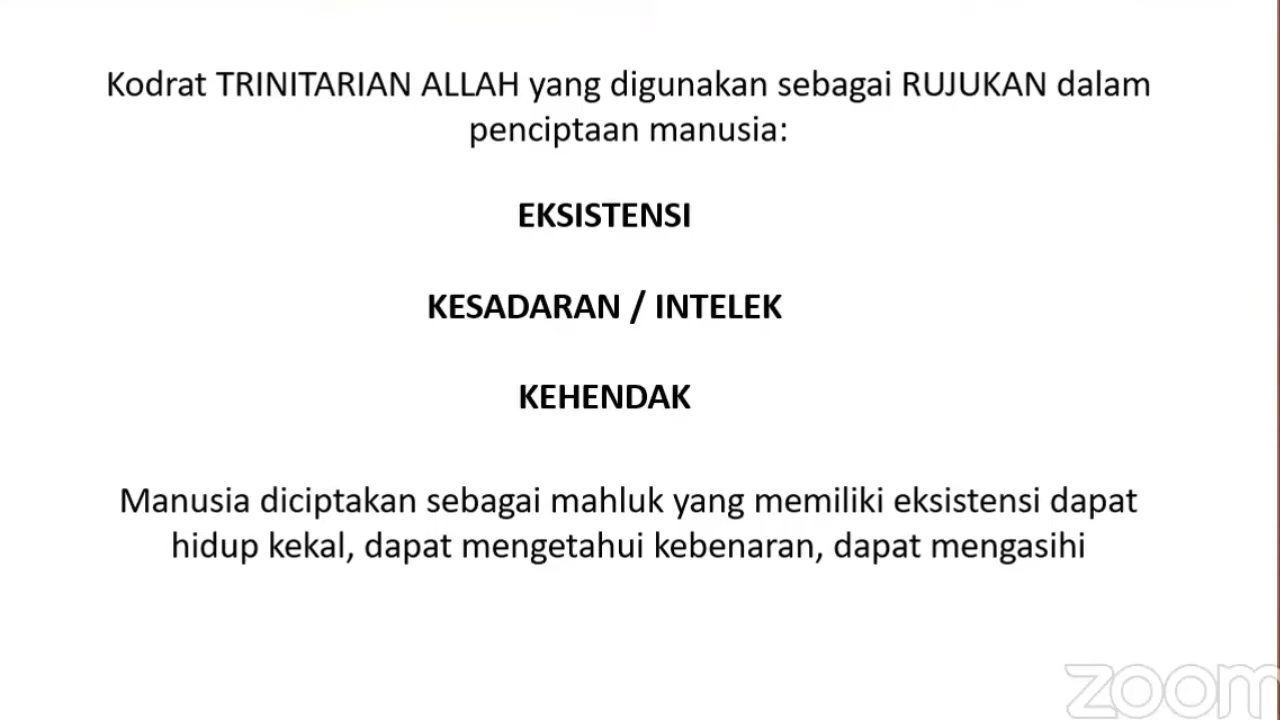 Kodrat TRINITARIAN ALLAH yang digunakan sebagai RUJUKAN dalam
penciptaan manusia:
EKSISTENSI
KESADARAN / INTELEK
KEHENDAK
Manusia diciptakan sebagai mahluk yang memiliki eksistensi dapat
hidup kekal, dapat mengetahui kebenaran, dapat mengasihi
zoom